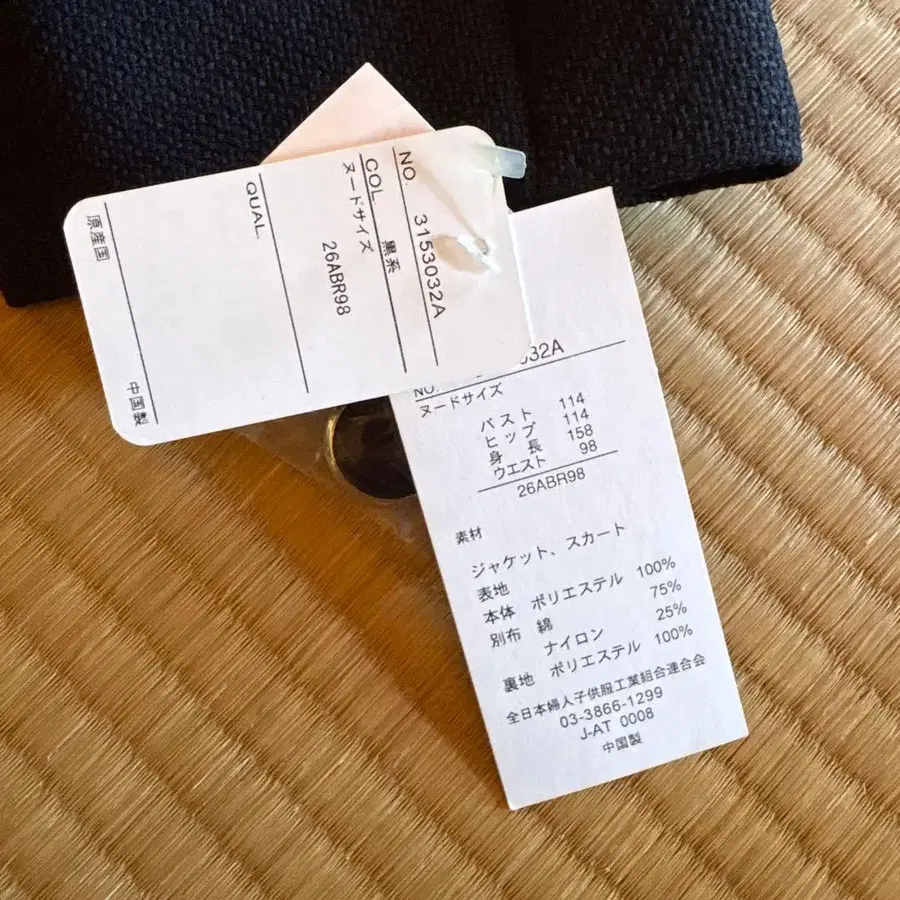 NO. 3153032A
COL. 黒系
ヌードサイズ
26ABR98
QUAL.
原産国 中国製
NO. 032A
ヌードサイズ
バスト 114
ヒップ 114
身長 158
ウエスト 98
26ABR98
素材
ジャケット、スカート
表地
本体 ポリエステル 100%
別布 綿 75%
ナイロン 25%
裏地 ポリエステル 100%
全日本婦人子供服工業組合連合会
03-3866-1299
J-AT 0008
中国製